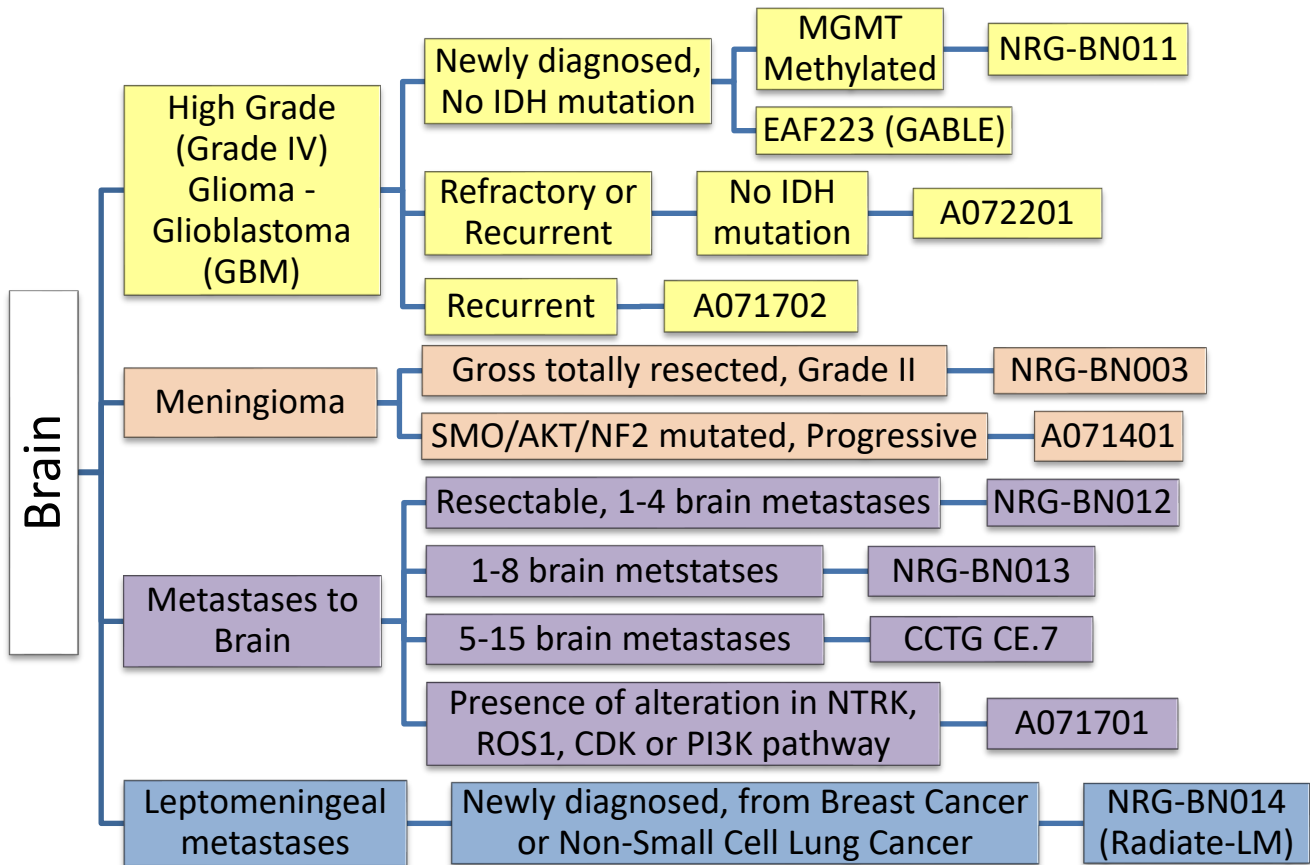 Brain
High Grade
(Grade IV)
Glioma -
Glioblastoma
(GBM)
Newly diagnosed,
No IDH mutation
MGMT
Methylated
NRG-BN011
EAF223 (GABLE)
Refractory or
Recurrent
No IDH
mutation
A072201
Recurrent
A071702
Meningioma
Gross totally resected, Grade II
NRG-BN003
SMO/AKT/NF2 mutated, Progressive
A071401
Metastases to
Brain
Resectable, 1-4 brain metastases
NRG-BN012
1-8 brain metstatses
NRG-BN013
5-15 brain metastases
CCTG CE.7
Presence of alteration in NTRK,
ROS1, CDK or PI3K pathway
A071701
Leptomeningeal
metastases
Newly diagnosed, from Breast Cancer
or Non-Small Cell Lung Cancer
NRG-BN014
(Radiate-LM)